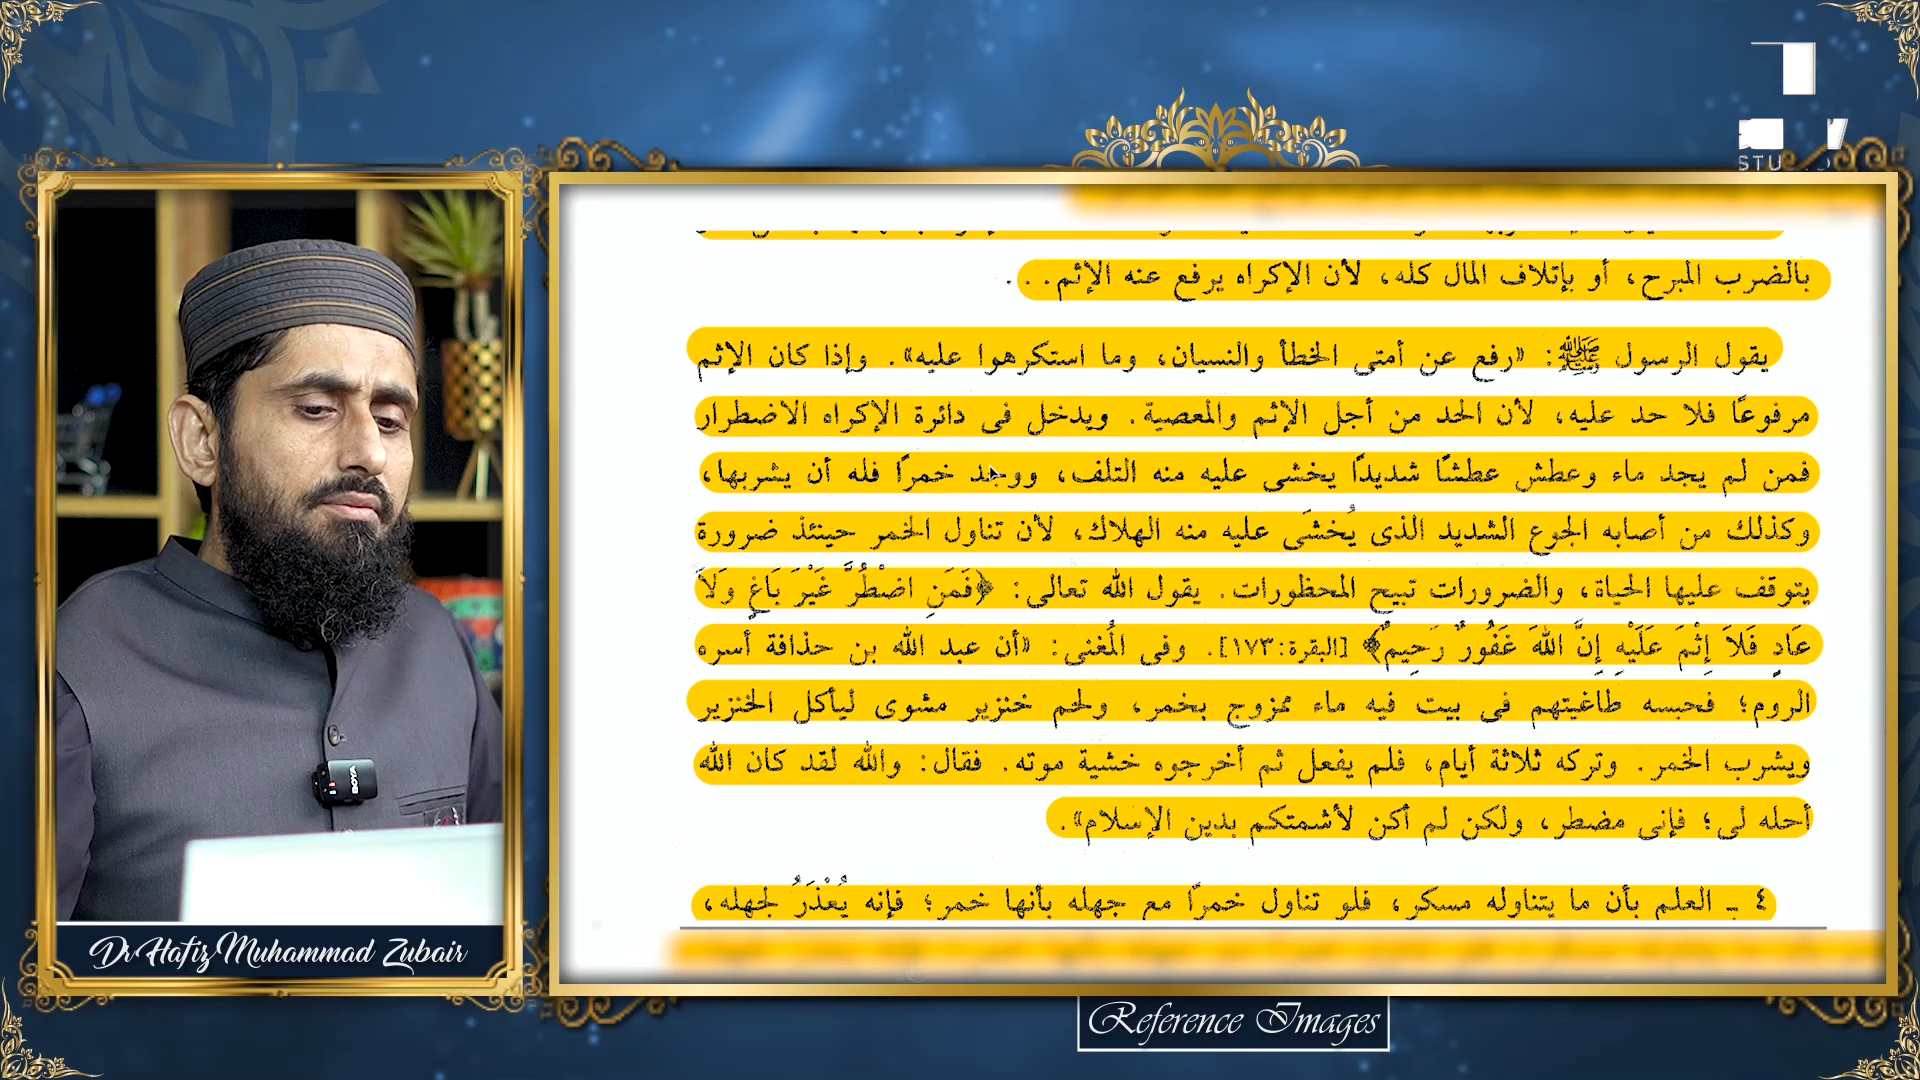 STU
بالضرب المبرح، أو بإتلاف المال كله، لأن الإكراه يرفع عنه الإثم. . .
يقول الرسول ﷺ: «رفع عن أمتى الخطأ والنسيان، وما استكرهوا عليه». وإذا كان الإثم
مرفوعًا فلا حد عليه، لأن الحد من أجل الإثم والمعصية. ويدخل فى دائرة الإكراه الاضطرار
فمن لم يجد ماء وعطش عطشًا شديدًا يخشى عليه منه التلف، ووجد خمرًا فله أن يشربها،
وكذلك من أصابه الجوع الشديد الذى يُخشَى عليه منه الهلاك، لأن تناول الخمر حينئذ ضرورة
يتوقف عليها الحياة، والضرورات تبيح المحظورات. يقول الله تعالى: ﴿فَمَنِ اضْطُرَّ غَيْرَ بَاغٍ وَلَا
عَادٍ فَلَا إِثْمَ عَلَيْهِ إِنَّ اللهَ غَفُورٌ رَحِيمٌ﴾ [البقرة:١٧٣]. وفى المُغنى: «أن عبد الله بن حذافة أسره
الروم؛ فحبسه طاغيتهم فى بيت فيه ماء ممزوج بخمر، ولحم خنزير مشوى ليأكل الخنزير
ويشرب الخمر. وتركه ثلاثة أيام، فلم يفعل ثم أخرجوه خشية موته. فقال: والله لقد كان الله
أحله لى؛ فإنى مضطر، ولكن لم أكن لأشمتكم بدين الإسلام».
٤ ـ العلم بأن ما يتناوله مسكر، فلو تناول خمرًا مع جهله بأنها خمر؛ فإنه يُعْذَرُ لجهله،
BOYA
Dr Hafiz Muhammad Zubair
Reference Images